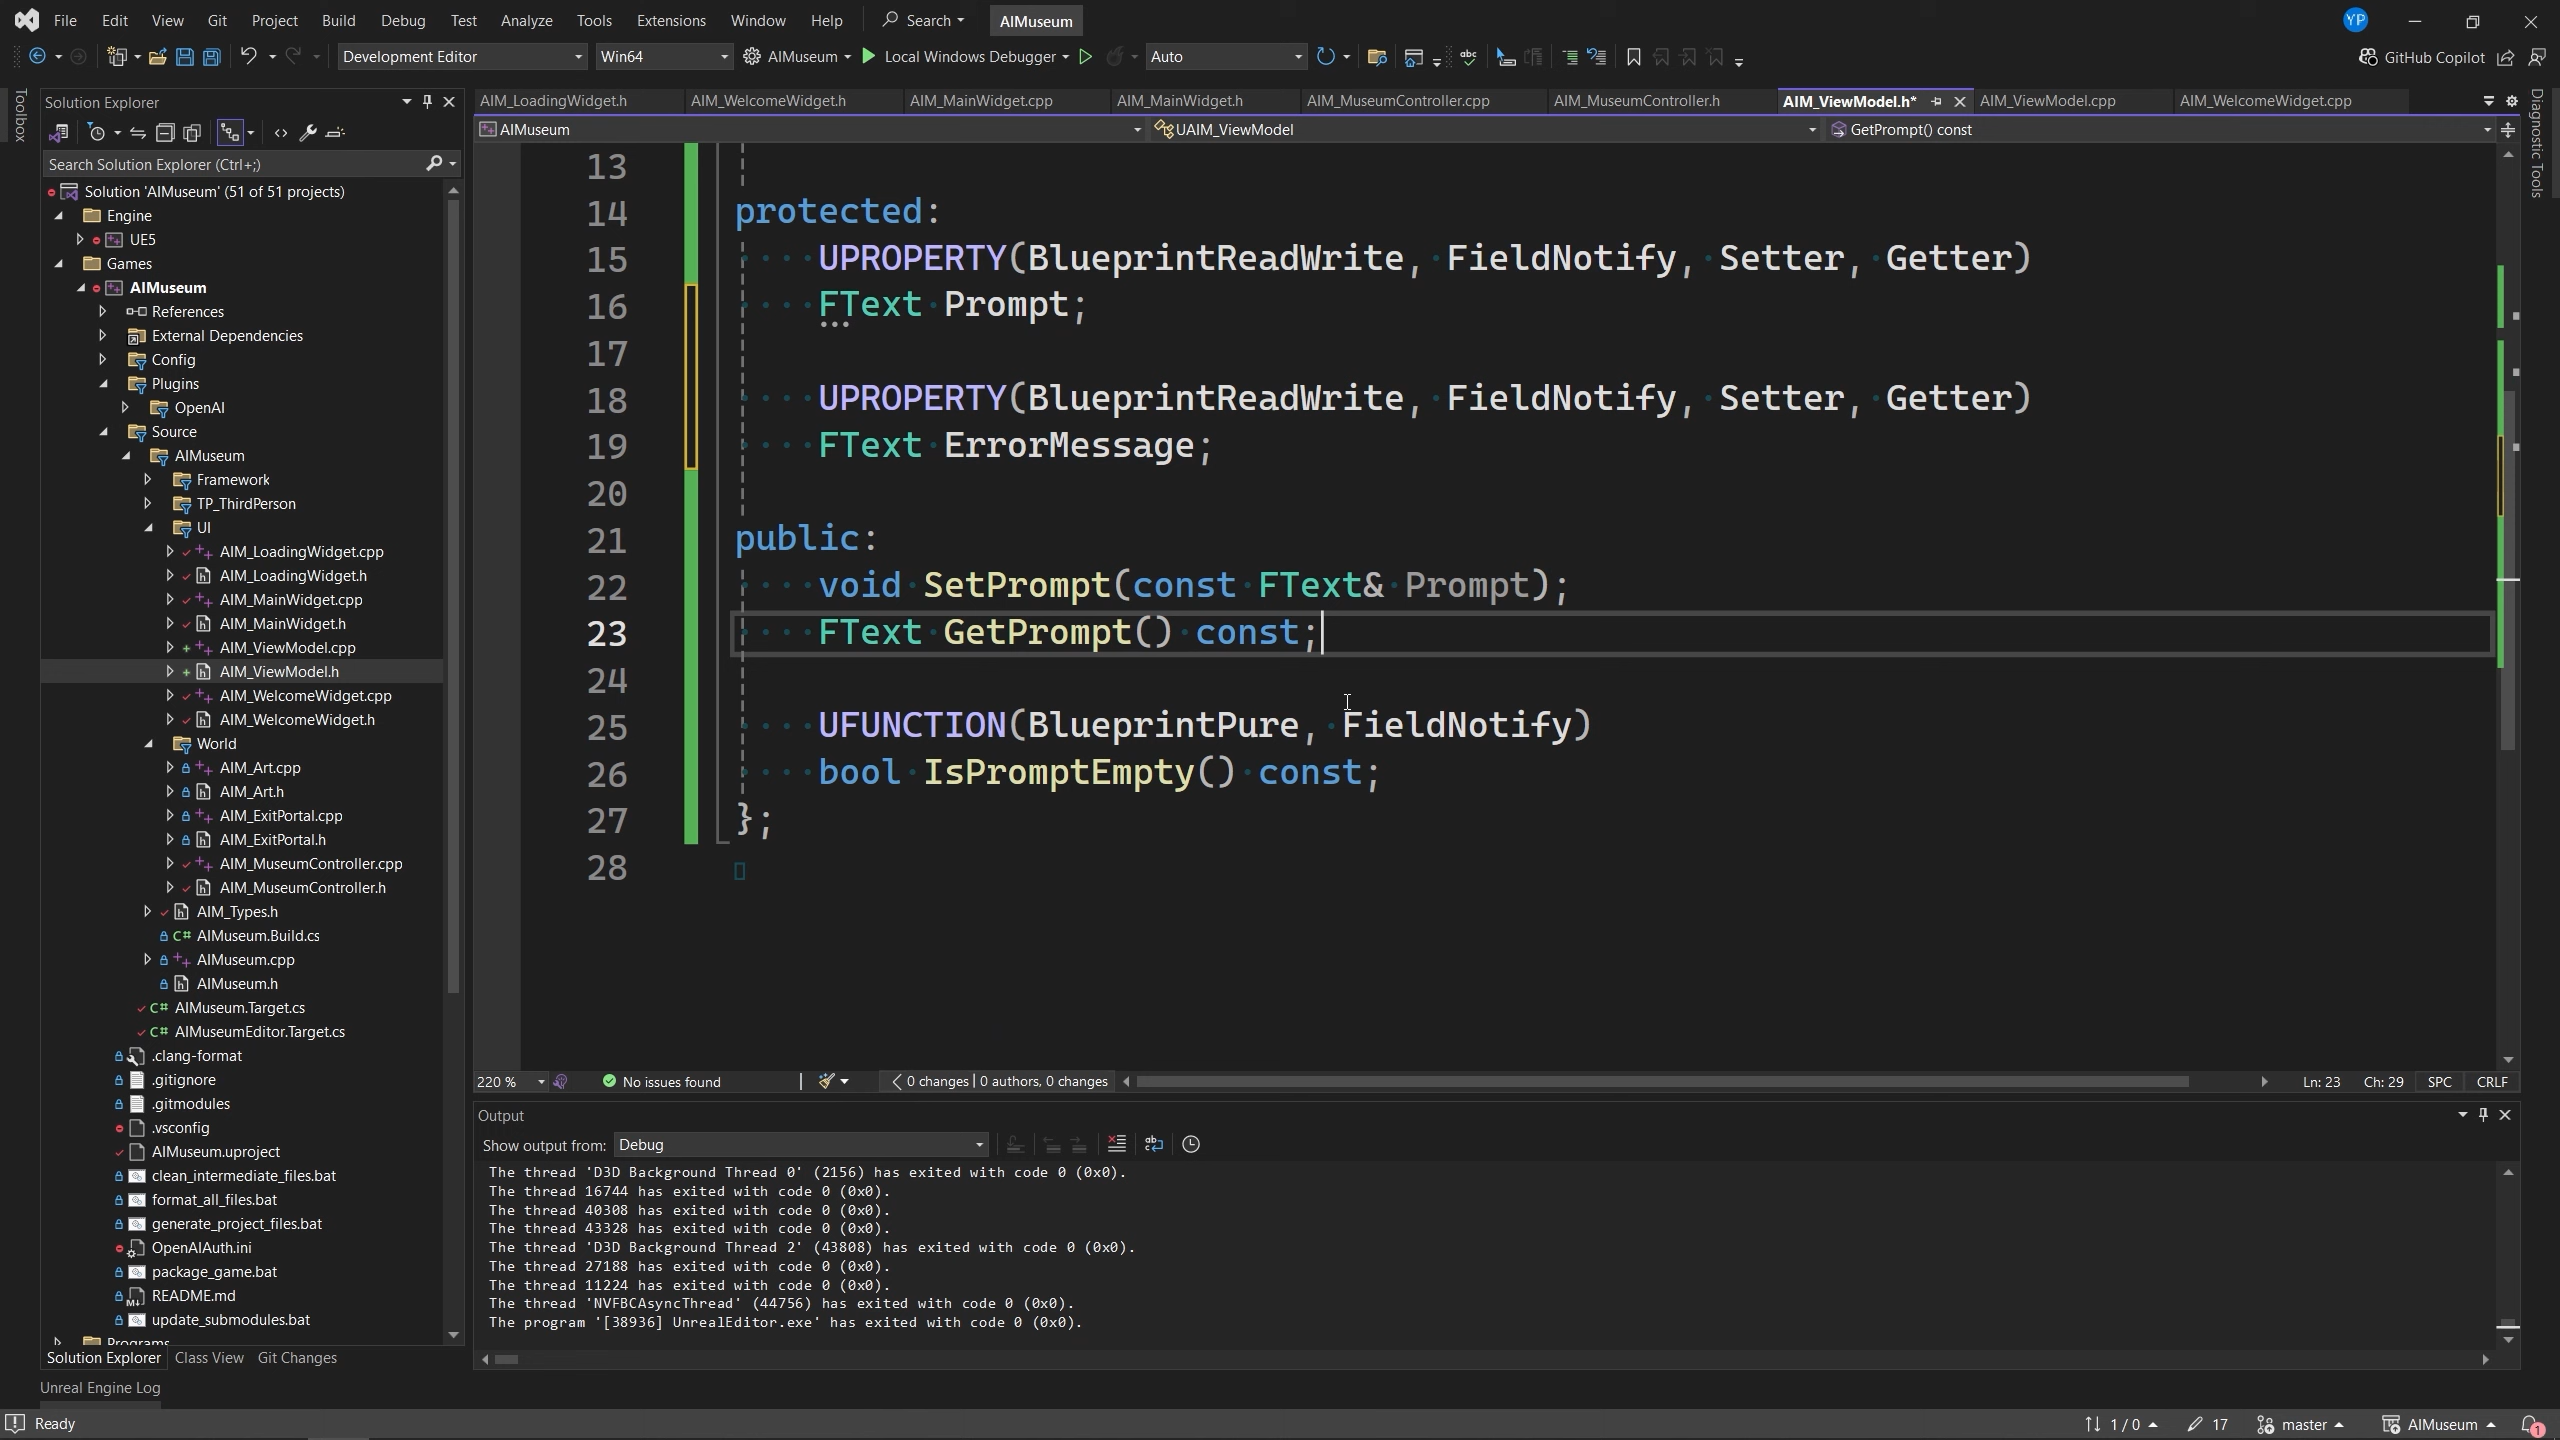 File Edit View Git Project Build Debug Test Analyze Tools Extensions Window Help Search AIMuseum YP
Development Editor Win64 AIMuseum Local Windows Debugger Auto GitHub Copilot
Toolbox
Solution Explorer
Search Solution Explorer (Ctrl+;)
Solution 'AIMuseum' (51 of 51 projects)
Engine
UE5
Games
AIMuseum
References
External Dependencies
Config
Plugins
OpenAI
Source
AIMuseum
Framework
TP_ThirdPerson
UI
AIM_LoadingWidget.cpp
AIM_LoadingWidget.h
AIM_MainWidget.cpp
AIM_MainWidget.h
AIM_ViewModel.cpp
AIM_ViewModel.h
AIM_WelcomeWidget.cpp
AIM_WelcomeWidget.h
World
AIM_Art.cpp
AIM_Art.h
AIM_ExitPortal.cpp
AIM_ExitPortal.h
AIM_MuseumController.cpp
AIM_MuseumController.h
AIM_Types.h
C# AIMuseum.Build.cs
AIMuseum.cpp
AIMuseum.h
C# AIMuseum.Target.cs
C# AIMuseumEditor.Target.cs
.clang-format
.gitignore
.gitmodules
.vsconfig
AIMuseum.uproject
clean_intermediate_files.bat
format_all_files.bat
generate_project_files.bat
OpenAIAuth.ini
package_game.bat
README.md
update_submodules.bat
Programs
Solution Explorer Class View Git Changes
AIM_LoadingWidget.h AIM_WelcomeWidget.h AIM_MainWidget.cpp AIM_MainWidget.h AIM_MuseumController.cpp AIM_MuseumController.h AIM_ViewModel.h* AIM_ViewModel.cpp AIM_WelcomeWidget.cpp
AIMuseum UAIM_ViewModel GetPrompt() const
Diagnostic Tools
13
14 protected:
15 UPROPERTY(BlueprintReadWrite, FieldNotify, Setter, Getter)
16 FText Prompt;
17
18 UPROPERTY(BlueprintReadWrite, FieldNotify, Setter, Getter)
19 FText ErrorMessage;
20
21 public:
22 void SetPrompt(const FText& Prompt);
23 FText GetPrompt() const;
24
25 UFUNCTION(BlueprintPure, FieldNotify)
26 bool IsPromptEmpty() const;
27 };
28
220 % No issues found 0 changes | 0 authors, 0 changes Ln: 23 Ch: 29 SPC CRLF
Output
Show output from: Debug
The thread 'D3D Background Thread 0' (2156) has exited with code 0 (0x0).
The thread 16744 has exited with code 0 (0x0).
The thread 40308 has exited with code 0 (0x0).
The thread 43328 has exited with code 0 (0x0).
The thread 'D3D Background Thread 2' (43808) has exited with code 0 (0x0).
The thread 27188 has exited with code 0 (0x0).
The thread 11224 has exited with code 0 (0x0).
The thread 'NVFBCAsyncThread' (44756) has exited with code 0 (0x0).
The program '[38936] UnrealEditor.exe' has exited with code 0 (0x0).
Unreal Engine Log
Ready 1 / 0 17 master AIMuseum 1